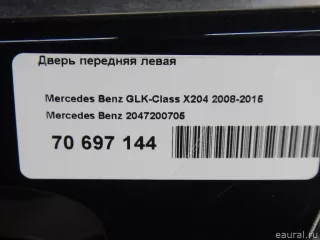 Дверь передняя левая
Mercedes Benz GLK-Class X204 2008-2015
Mercedes Benz 2047200705
70 697 144
eaural.ru